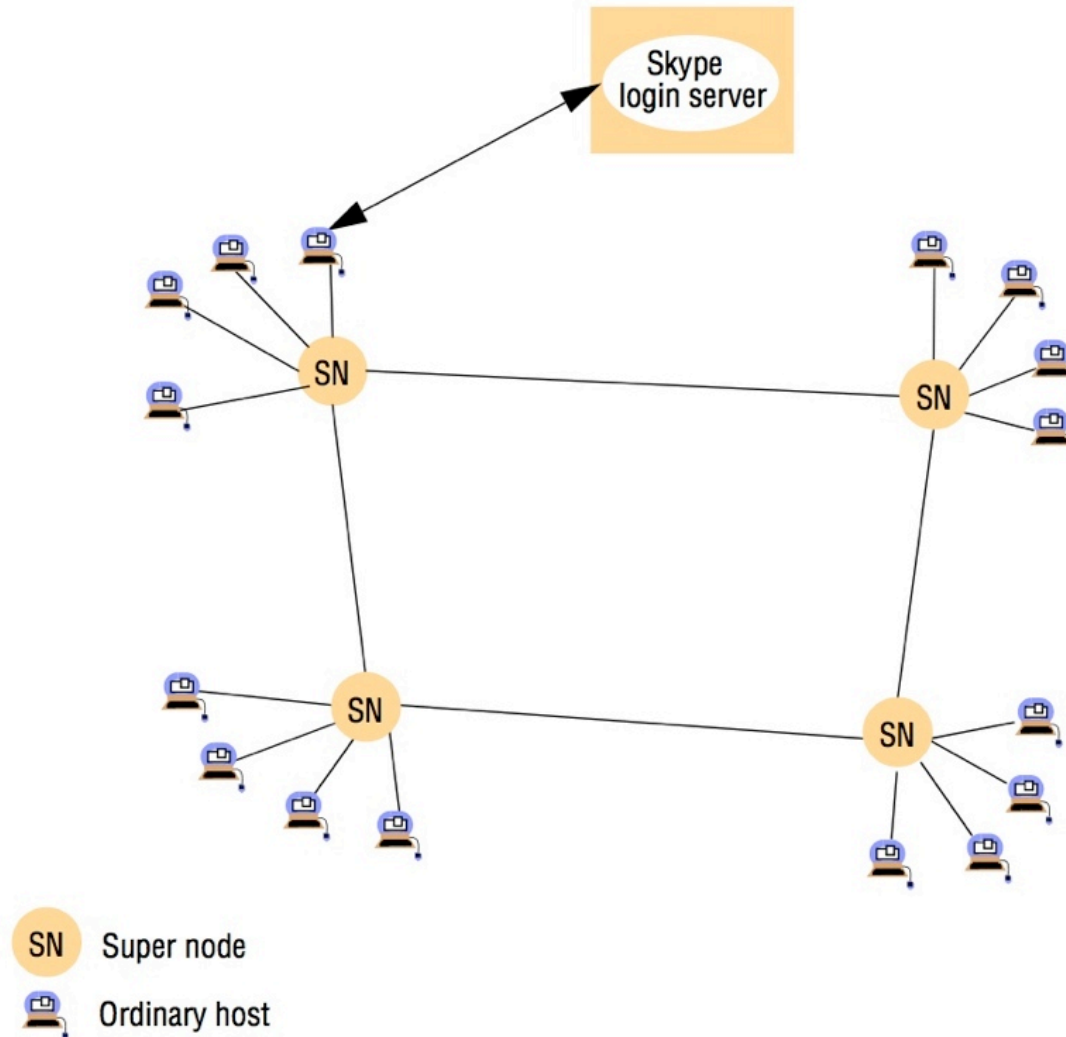 Skype
login server
SN
SN
SN
SN
SN Super node
Ordinary host